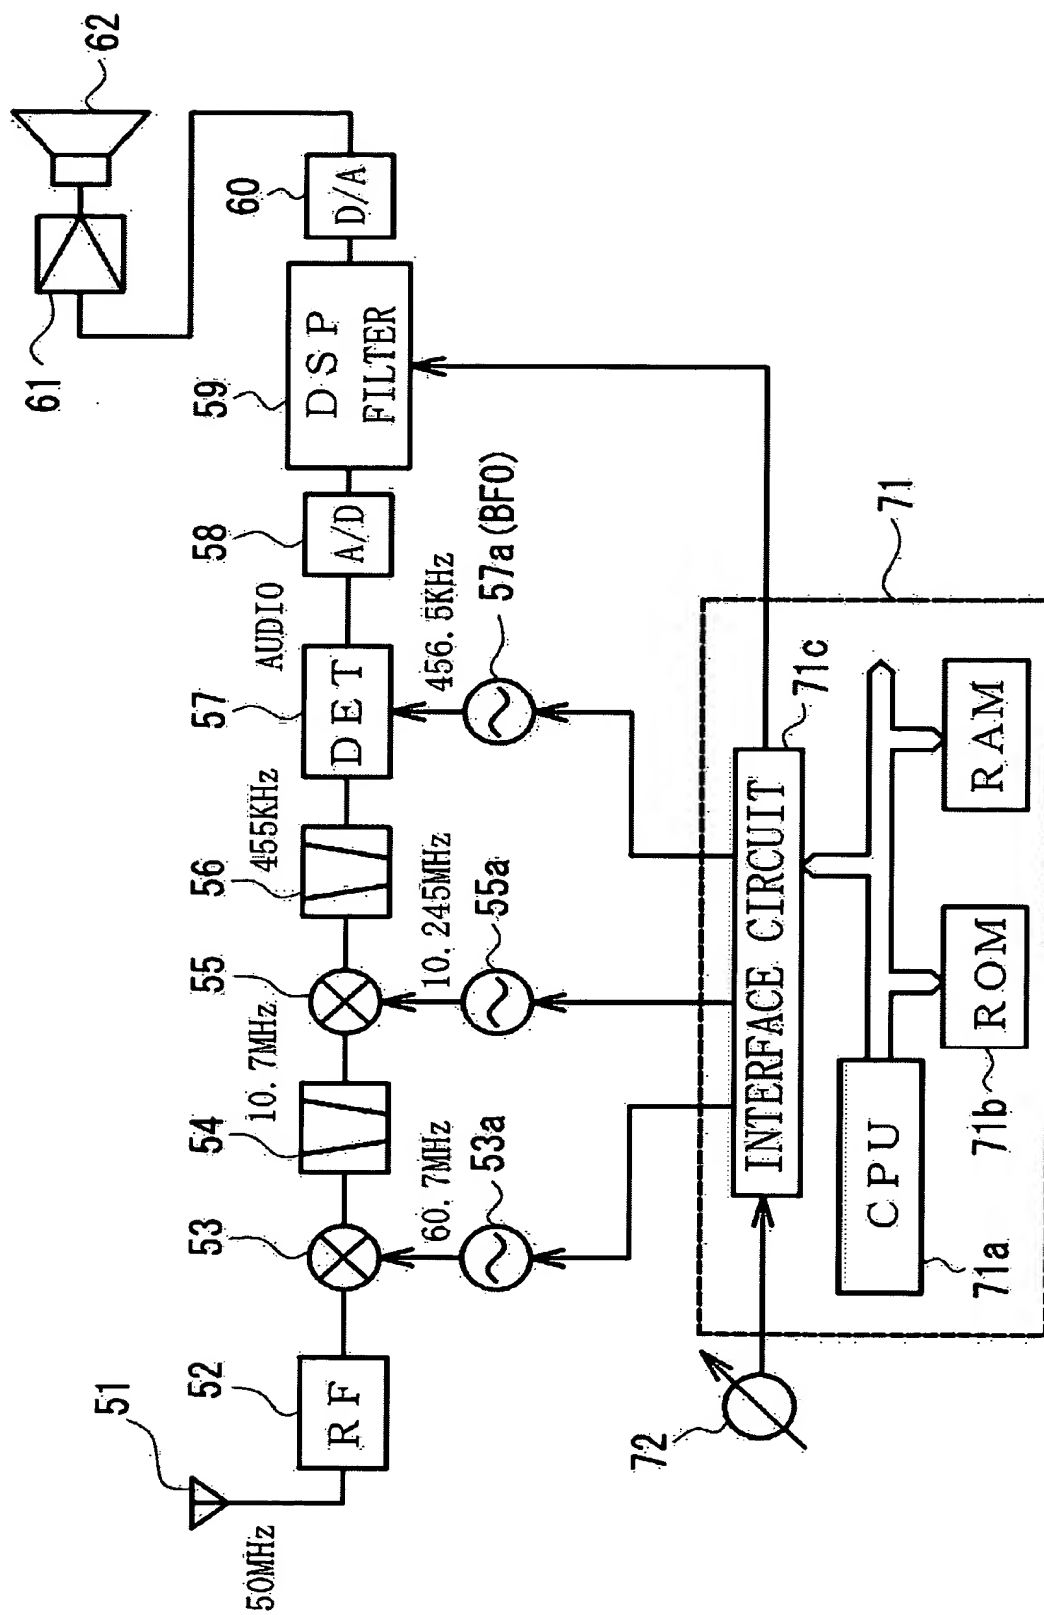 51
50MHz
52
RF
53
60.7MHz
53a
54
10.7MHz
55
10.245MHz
55a
56
455KHz
57
DET
AUDIO
456.5KHz
57a(BFO)
58
A/D
59
DSP
FILTER
60
D/A
61
62
72
71
INTERFACE CIRCUIT
71c
CPU
71a
ROM
71b
RAM